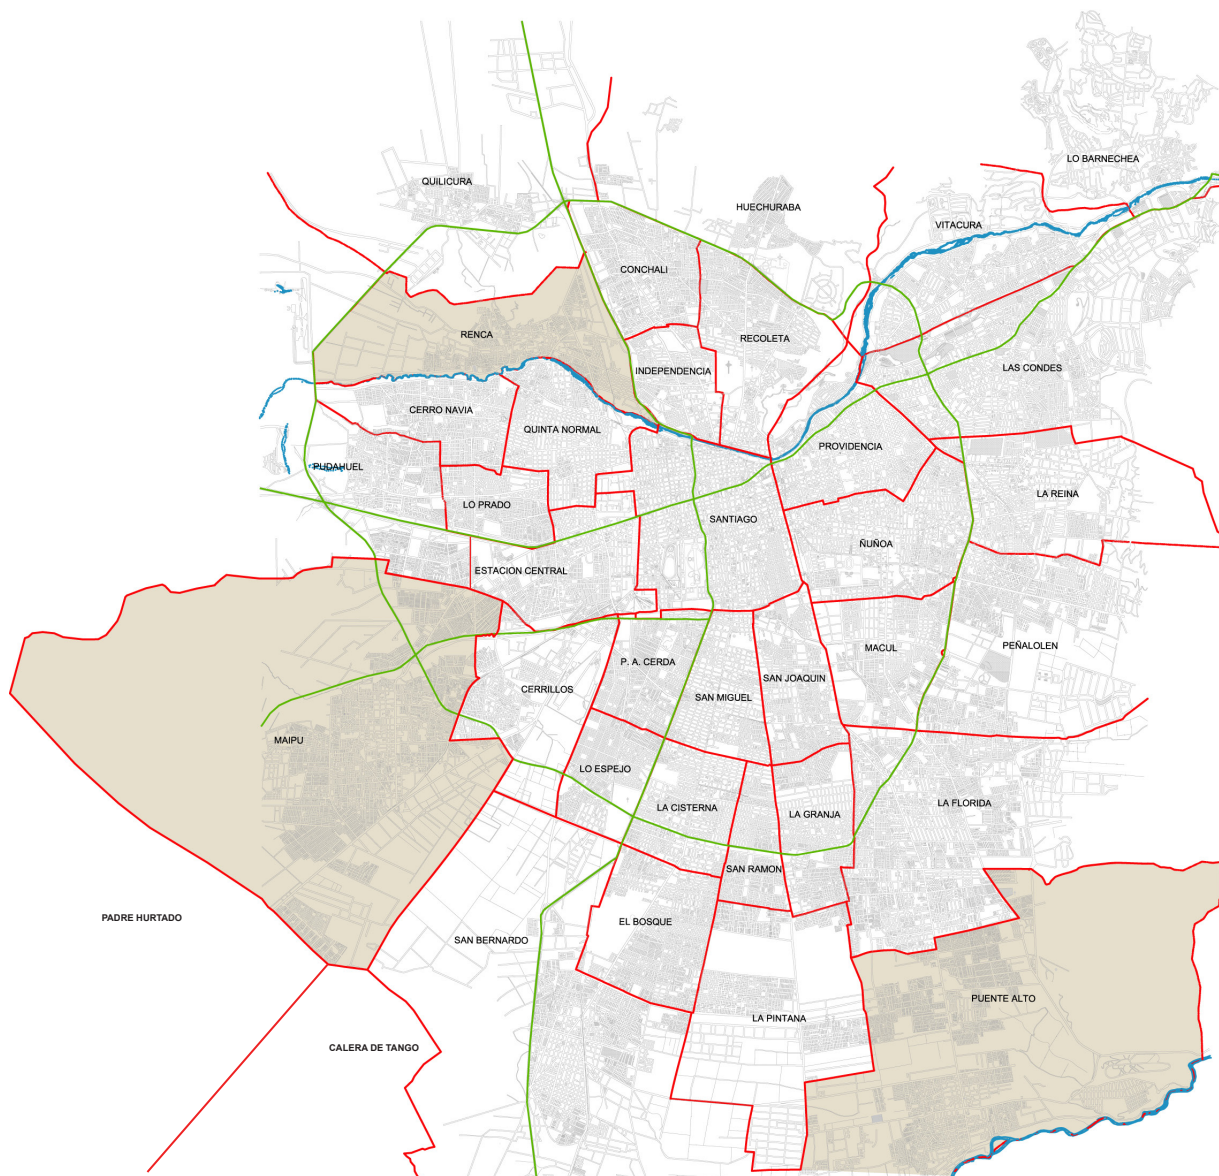 LO BARNECHEA
QUILICURA
HUECHURABA
VITACURA
CONCHALI
RENCA
RECOLETA
INDEPENDENCIA
LAS CONDES
CERRO NAVIA
QUINTA NORMAL
PROVIDENCIA
PUDAHUEL
LA REINA
LO PRADO
SANTIAGO
ÑUÑOA
ESTACION CENTRAL
MACUL
PEÑALOLEN
P. A. CERDA
SAN JOAQUIN
CERRILLOS
SAN MIGUEL
MAIPU
LO ESPEJO
LA FLORIDA
LA CISTERNA
LA GRANJA
SAN RAMON
PADRE HURTADO
EL BOSQUE
SAN BERNARDO
PUENTE ALTO
LA PINTANA
CALERA DE TANGO